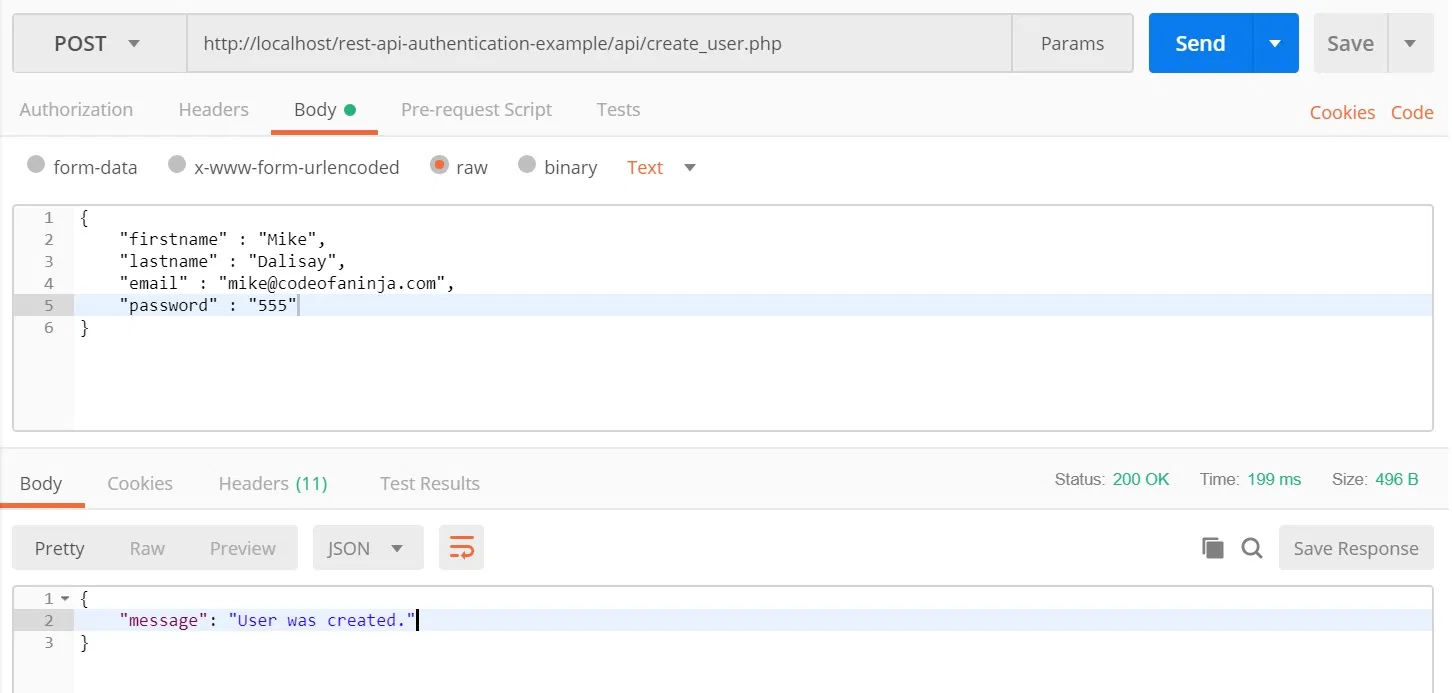 POST http://localhost/rest-api-authentication-example/api/create_user.php Params Send Save
Authorization Headers Body Pre-request Script Tests Cookies Code
form-data x-www-form-urlencoded raw binary Text
1 {
2 "firstname" : "Mike",
3 "lastname" : "Dalisay",
4 "email" : "mike@codeofaninja.com",
5 "password" : "555"
6 }
Body Cookies Headers (11) Test Results Status: 200 OK Time: 199 ms Size: 496 B
Pretty Raw Preview JSON Save Response
1 {
2 "message": "User was created."
3 }